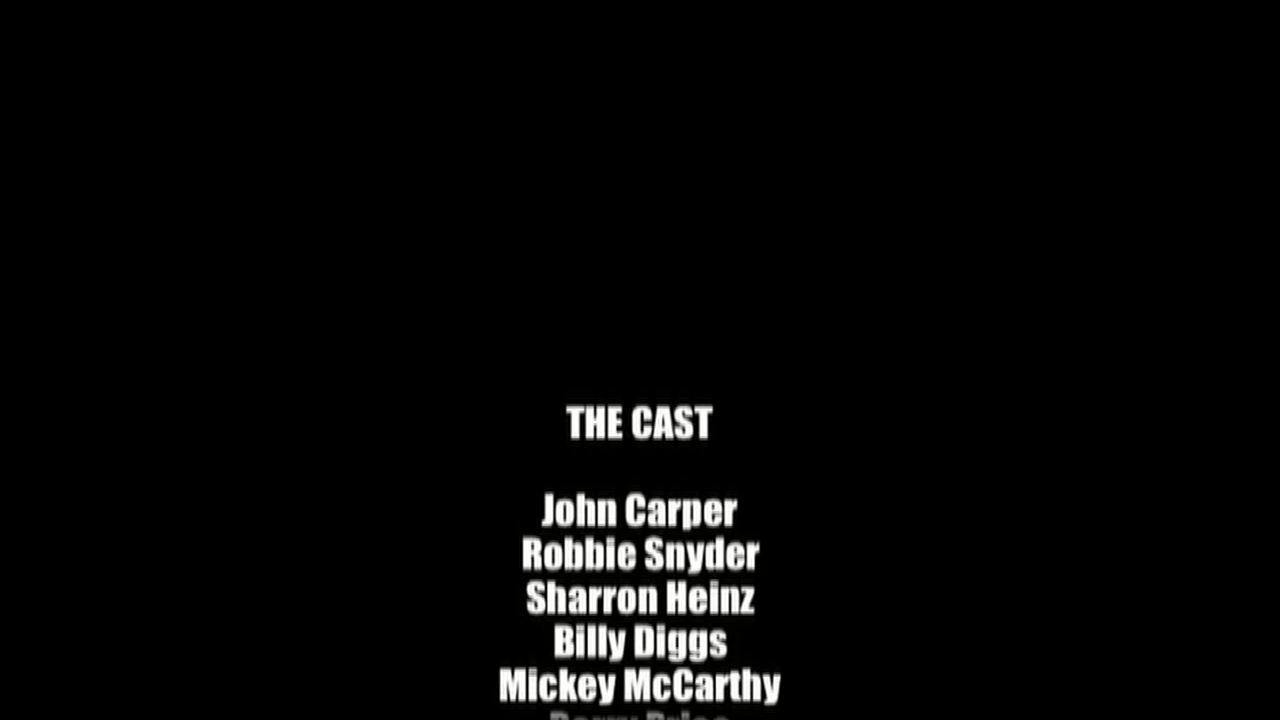 THE CAST
John Carper
Robbie Snyder
Sharron Heinz
Billy Diggs
Mickey McCarthy